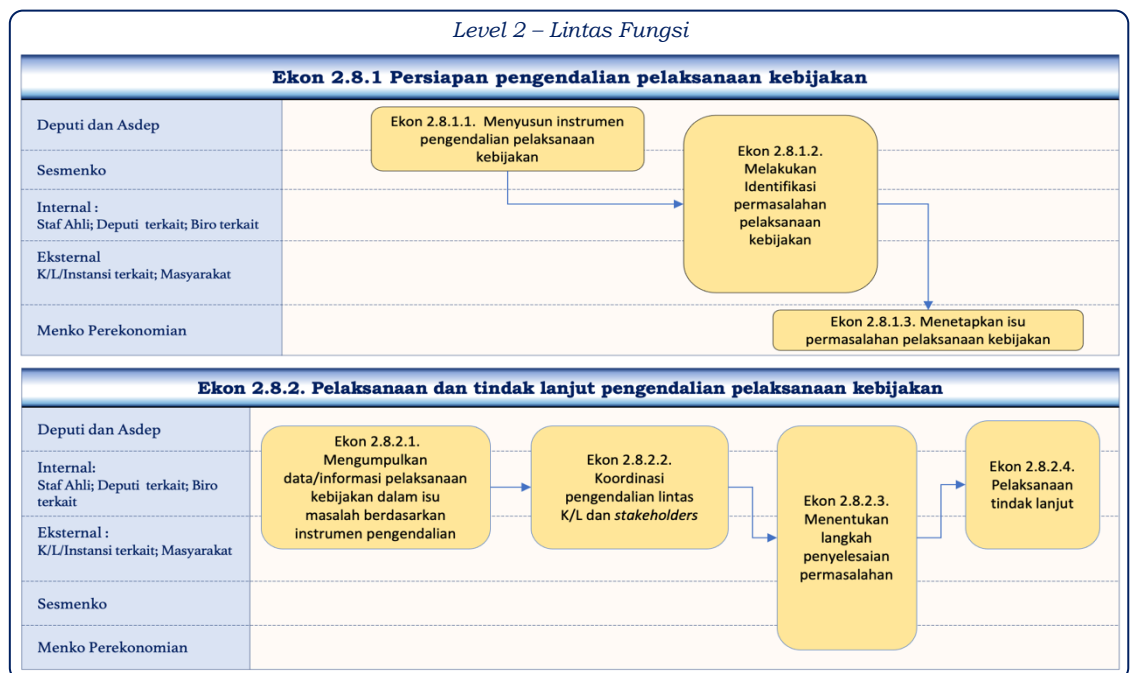 Level 2 – Lintas Fungsi
Ekon 2.8.1 Persiapan pengendalian pelaksanaan kebijakan
Deputi dan Asdep
Sesmenko
Internal :
Staf Ahli; Deputi terkait; Biro terkait
Eksternal
K/L/Instansi terkait; Masyarakat
Menko Perekonomian
Ekon 2.8.1.1. Menyusun instrumen
pengendalian pelaksanaan
kebijakan
Ekon 2.8.1.2.
Melakukan
Identifikasi
permasalahan
pelaksanaan
kebijakan
Ekon 2.8.1.3. Menetapkan isu
permasalahan pelaksanaan kebijakan
Ekon 2.8.2. Pelaksanaan dan tindak lanjut pengendalian pelaksanaan kebijakan
Deputi dan Asdep
Internal:
Staf Ahli; Deputi terkait; Biro
terkait
Eksternal :
K/L/Instansi terkait; Masyarakat
Sesmenko
Menko Perekonomian
Ekon 2.8.2.1.
Mengumpulkan
data/informasi pelaksanaan
kebijakan dalam isu
masalah berdasarkan
instrumen pengendalian
Ekon 2.8.2.2.
Koordinasi
pengendalian lintas
K/L dan stakeholders
Ekon 2.8.2.3.
Menentukan
langkah
penyelesaian
permasalahan
Ekon 2.8.2.4.
Pelaksanaan
tindak lanjut